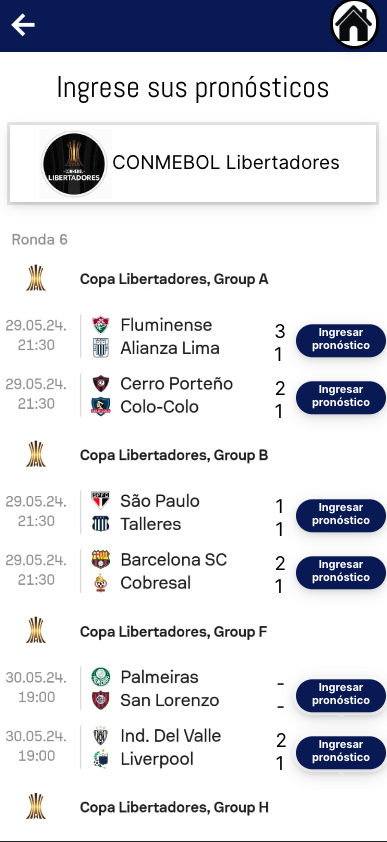 Ingrese sus pronósticos
CONMEBOL
LIBERTADORES
CONMEBOL Libertadores
Ronda 6
Copa Libertadores, Group A
29.05.24.
21:30
Fluminense 3
Alianza Lima 1
Ingresar
pronóstico
29.05.24.
21:30
Cerro Porteño 2
Colo-Colo 1
Ingresar
pronóstico
Copa Libertadores, Group B
29.05.24.
21:30
São Paulo 1
Talleres 1
Ingresar
pronóstico
29.05.24.
21:30
Barcelona SC 2
Cobresal 1
Ingresar
pronóstico
Copa Libertadores, Group F
30.05.24.
19:00
Palmeiras -
San Lorenzo -
Ingresar
pronóstico
30.05.24.
19:00
Ind. Del Valle 2
Liverpool 1
Ingresar
pronóstico
Copa Libertadores, Group H